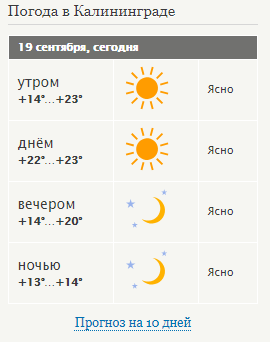 Погода в Калининграде
19 сентября, сегодня
утром
+14°...+23°
Ясно
днём
+22°...+23°
Ясно
вечером
+14°...+20°
Ясно
ночью
+13°...+14°
Ясно
Прогноз на 10 дней